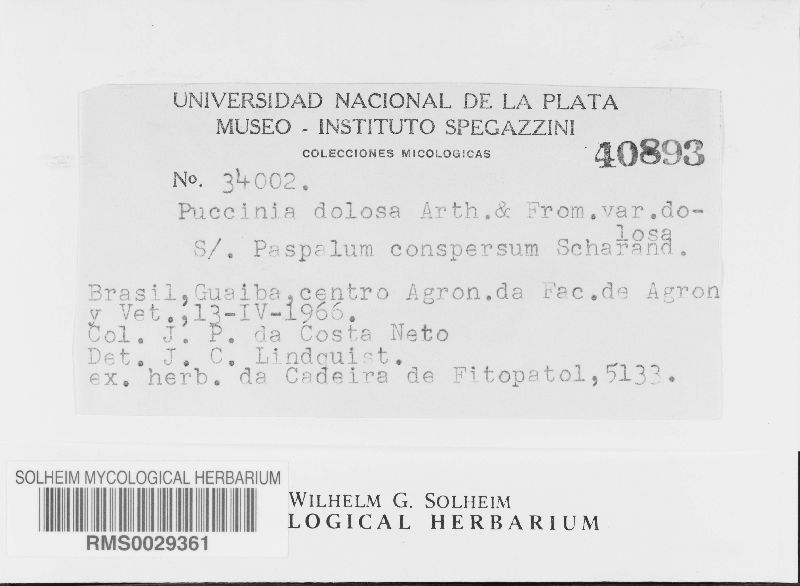 UNIVERSIDAD NACIONAL DE LA PLATA
MUSEO - INSTITUTO SPEGAZZINI
COLECCIONES MICOLOGICAS
40893
No. 34002.
Puccinia dolosa Arth.& From.var.do-
losa
S/. Paspalum conspersum Scharand.
Brasil,Guaiba,centro Agron.da Fac.de Agron
y Vet.,13-IV-1966.
Col. J. P. da Costa Neto
Det. J. C. Lindquist.
ex. herb. da Cadeira de Fitopatol,5133.
SOLHEIM MYCOLOGICAL HERBARIUM
RMS0029361
WILHELM G. SOLHEIM
LOGICAL HERBARIUM